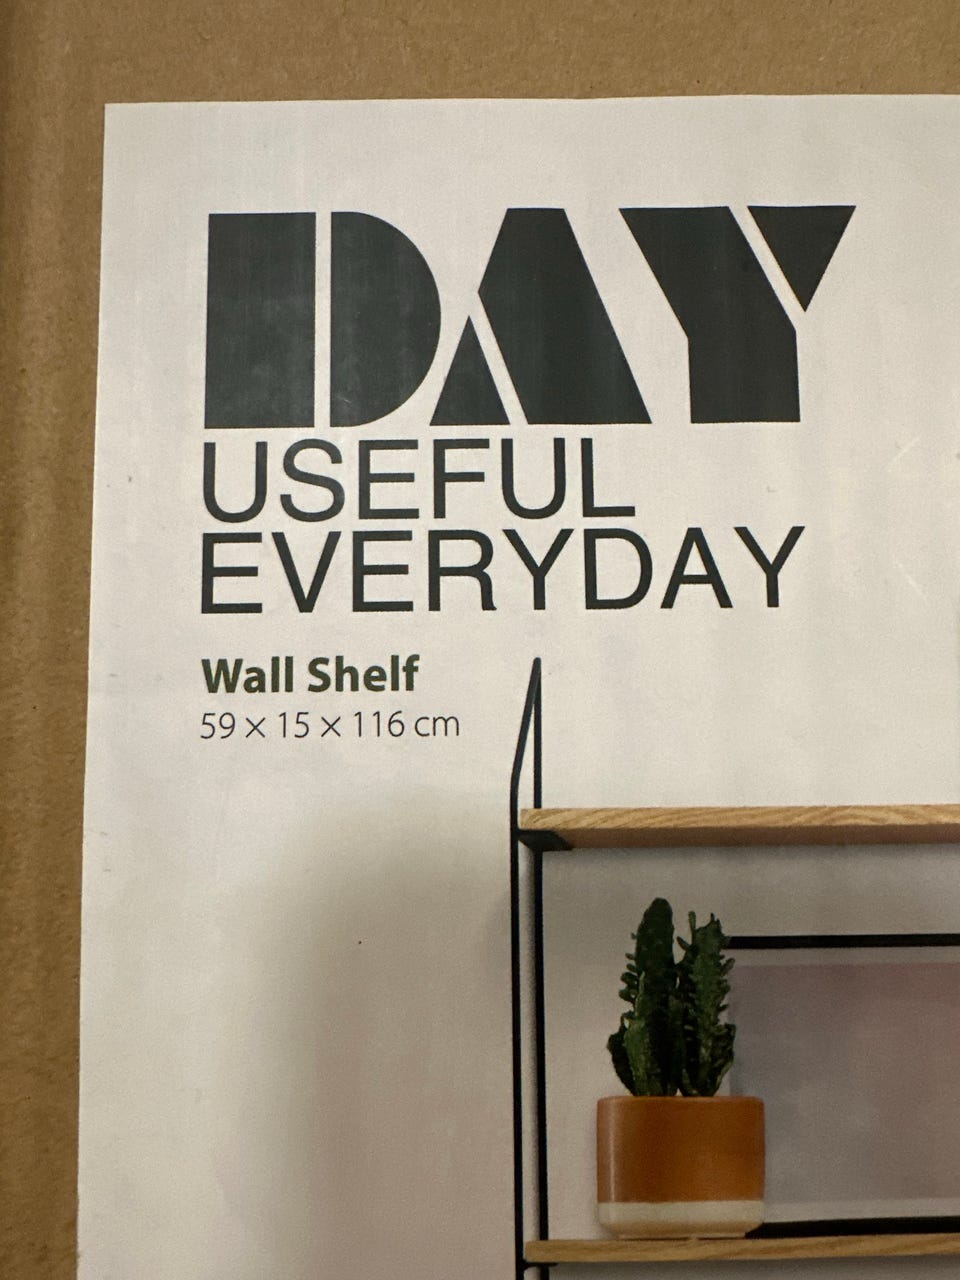 DAY
USEFUL
EVERYDAY
Wall Shelf
59 × 15 × 116 cm